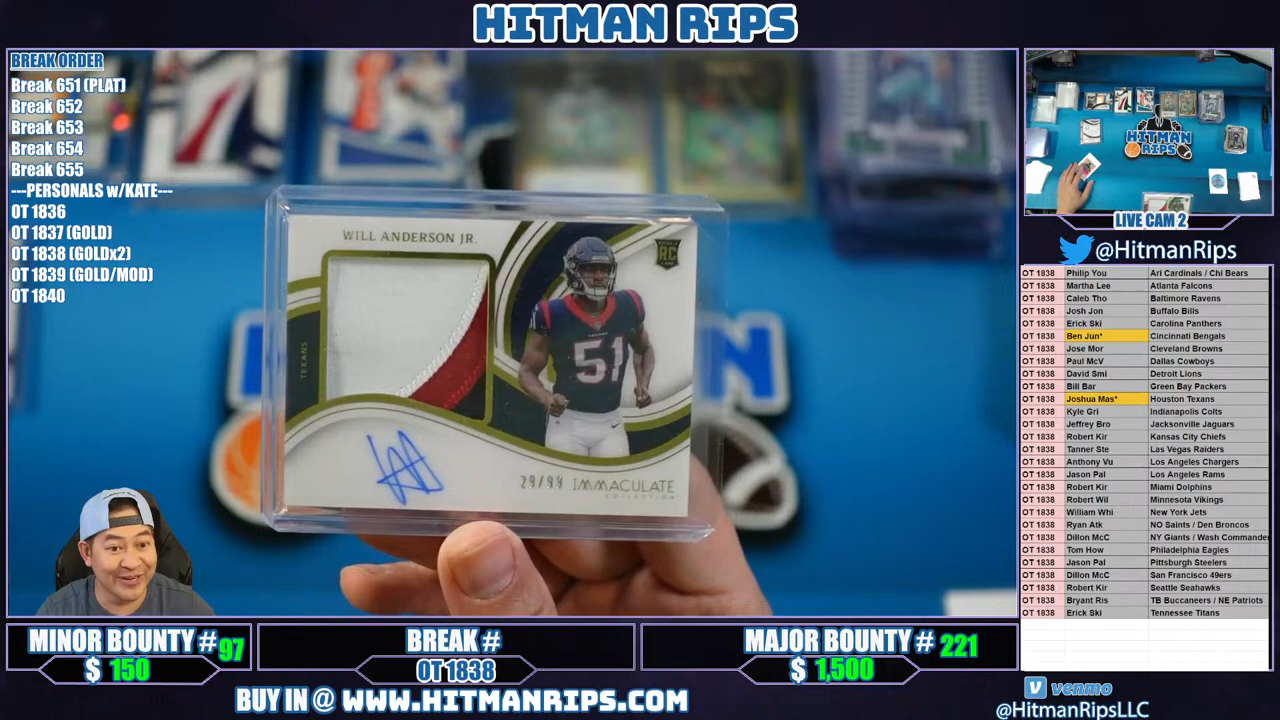 HITMAN RIPS
BREAK ORDER
Break 651 (PLAT)
Break 652
Break 653
Break 654
Break 655
---PERSONALS w/KATE---
OT 1836
OT 1837 (GOLD)
OT 1838 (GOLDx2)
OT 1839 (GOLD/MOD)
OT 1840
WILL ANDERSON JR.
RC
TEXANS
51
29/99 IMMACULATE
COLLECTION
HITMAN
RIPS
LIVE CAM 2
@HitmanRips
OT 1838 Philip You Ari Cardinals / Chi Bears
OT 1838 Martha Lee Atlanta Falcons
OT 1838 Caleb Tho Baltimore Ravens
OT 1838 Josh Jon Buffalo Bills
OT 1838 Erick Ski Carolina Panthers
OT 1838 Ben Jun* Cincinnati Bengals
OT 1838 Jose Mor Cleveland Browns
OT 1838 Paul McV Dallas Cowboys
OT 1838 David Smi Detroit Lions
OT 1838 Bill Bar Green Bay Packers
OT 1838 Joshua Mas* Houston Texans
OT 1838 Kyle Gri Indianapolis Colts
OT 1838 Jeffrey Bro Jacksonville Jaguars
OT 1838 Robert Kir Kansas City Chiefs
OT 1838 Tanner Ste Las Vegas Raiders
OT 1838 Anthony Vu Los Angeles Chargers
OT 1838 Jason Pal Los Angeles Rams
OT 1838 Robert Kir Miami Dolphins
OT 1838 Robert Wil Minnesota Vikings
OT 1838 William Whi New York Jets
OT 1838 Ryan Atk NO Saints / Den Broncos
OT 1838 Dillon McC NY Giants / Wash Commander
OT 1838 Tom How Philadelphia Eagles
OT 1838 Jason Pal Pittsburgh Steelers
OT 1838 Dillon McC San Francisco 49ers
OT 1838 Robert Kir Seattle Seahawks
OT 1838 Bryant Ris TB Buccaneers / NE Patriots
OT 1838 Erick Ski Tennessee Titans
MINOR BOUNTY # 97
$ 150
BREAK #
OT 1838
MAJOR BOUNTY # 221
$ 1,500
BUY IN @ WWW.HITMANRIPS.COM
venmo
@HitmanRipsLLC